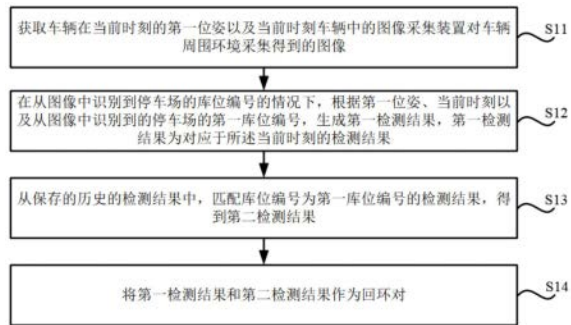 获取车辆在当前时刻的第一位姿以及当前时刻车辆中的图像采集装置对车辆
周围环境采集得到的图像
S11
在从图像中识别到停车场的库位编号的情况下，根据第一位姿、当前时刻以
及从图像中识别到的停车场的第一库位编号，生成第一检测结果，第一检测
结果为对应于所述当前时刻的检测结果
S12
从保存的历史的检测结果中，匹配库位编号为第一库位编号的检测结果，得
到第二检测结果
S13
将第一检测结果和第二检测结果作为回环对
S14